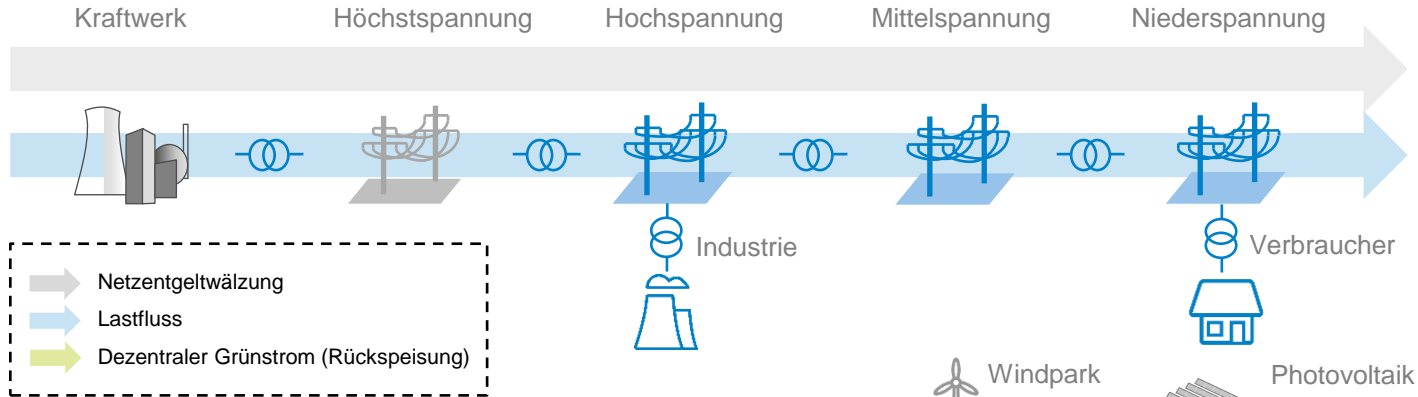 Kraftwerk
Höchstspannung
Hochspannung
Mittelspannung
Niederspannung
Industrie
Verbraucher
Netzentgeltwälzung
Lastfluss
Dezentraler Grünstrom (Rückspeisung)
Windpark
Photovoltaik